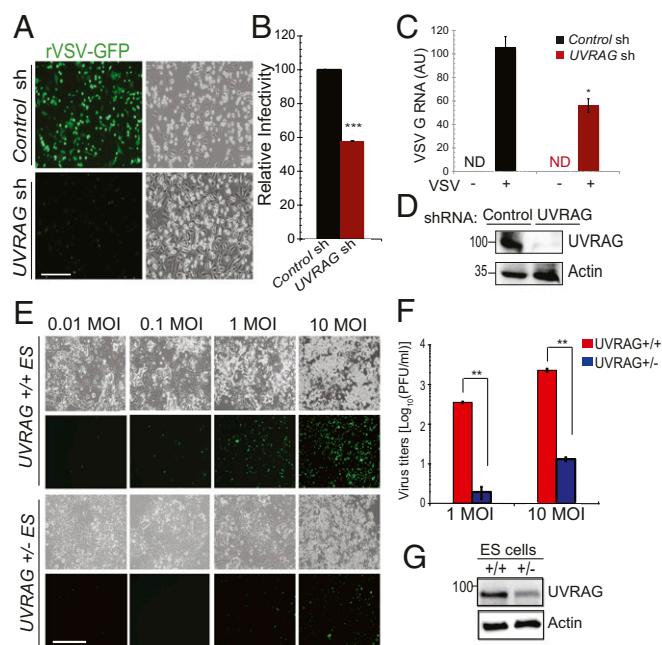 A
rVSV-GFP
Control sh
UVRAG sh
B
Relative Infectivity
140
120
100
80
60
40
20
0
***
Control sh
UVRAG sh
C
VSV G RNA (AU)
120
100
80
60
40
20
0
Control sh
UVRAG sh
*
ND
ND
VSV - + - +
D
shRNA: Control UVRAG
100
UVRAG
35
Actin
E
0.01 MOI 0.1 MOI 1 MOI 10 MOI
UVRAG +/+ ES
UVRAG +/- ES
F
Virus titers [Log10(PFU/ml)]
4
3
2
1
0
**
**
UVRAG+/+
UVRAG+/-
1 MOI 10 MOI
G
ES cells
+/+ +/-
100
UVRAG
Actin